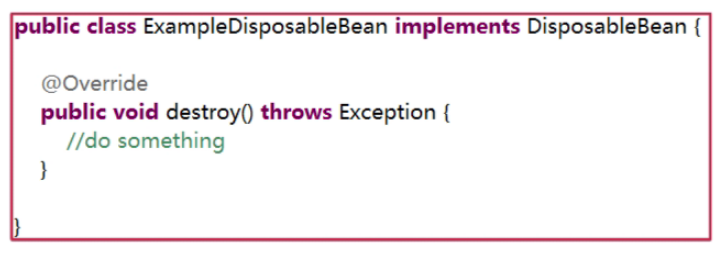 public class ExampleDisposableBean implements DisposableBean {
@Override
public void destroy() throws Exception {
//do something
}
}